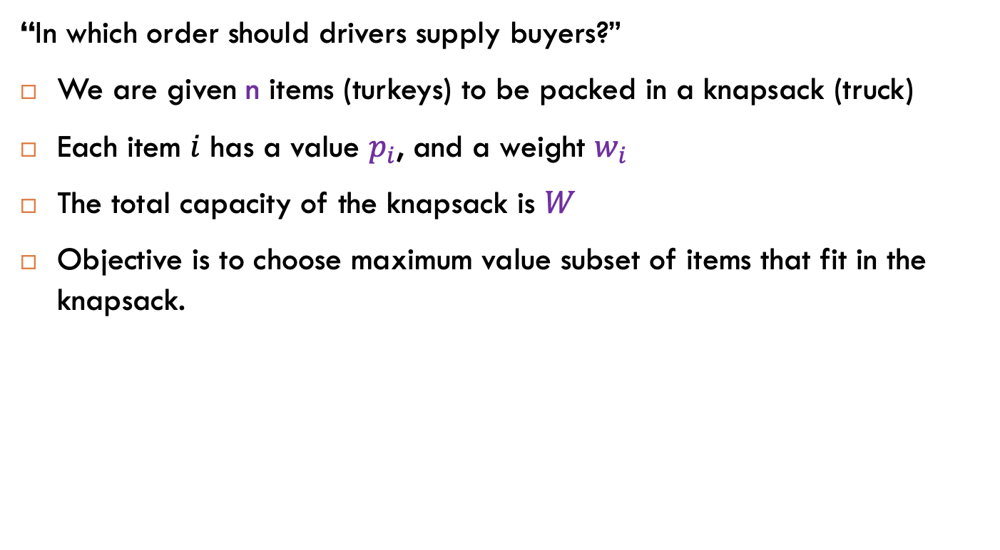 “In which order should drivers supply buyers?”
We are given n items (turkeys) to be packed in a knapsack (truck)
Each item i has a value pᵢ, and a weight wᵢ
The total capacity of the knapsack is W
Objective is to choose maximum value subset of items that fit in the
knapsack.